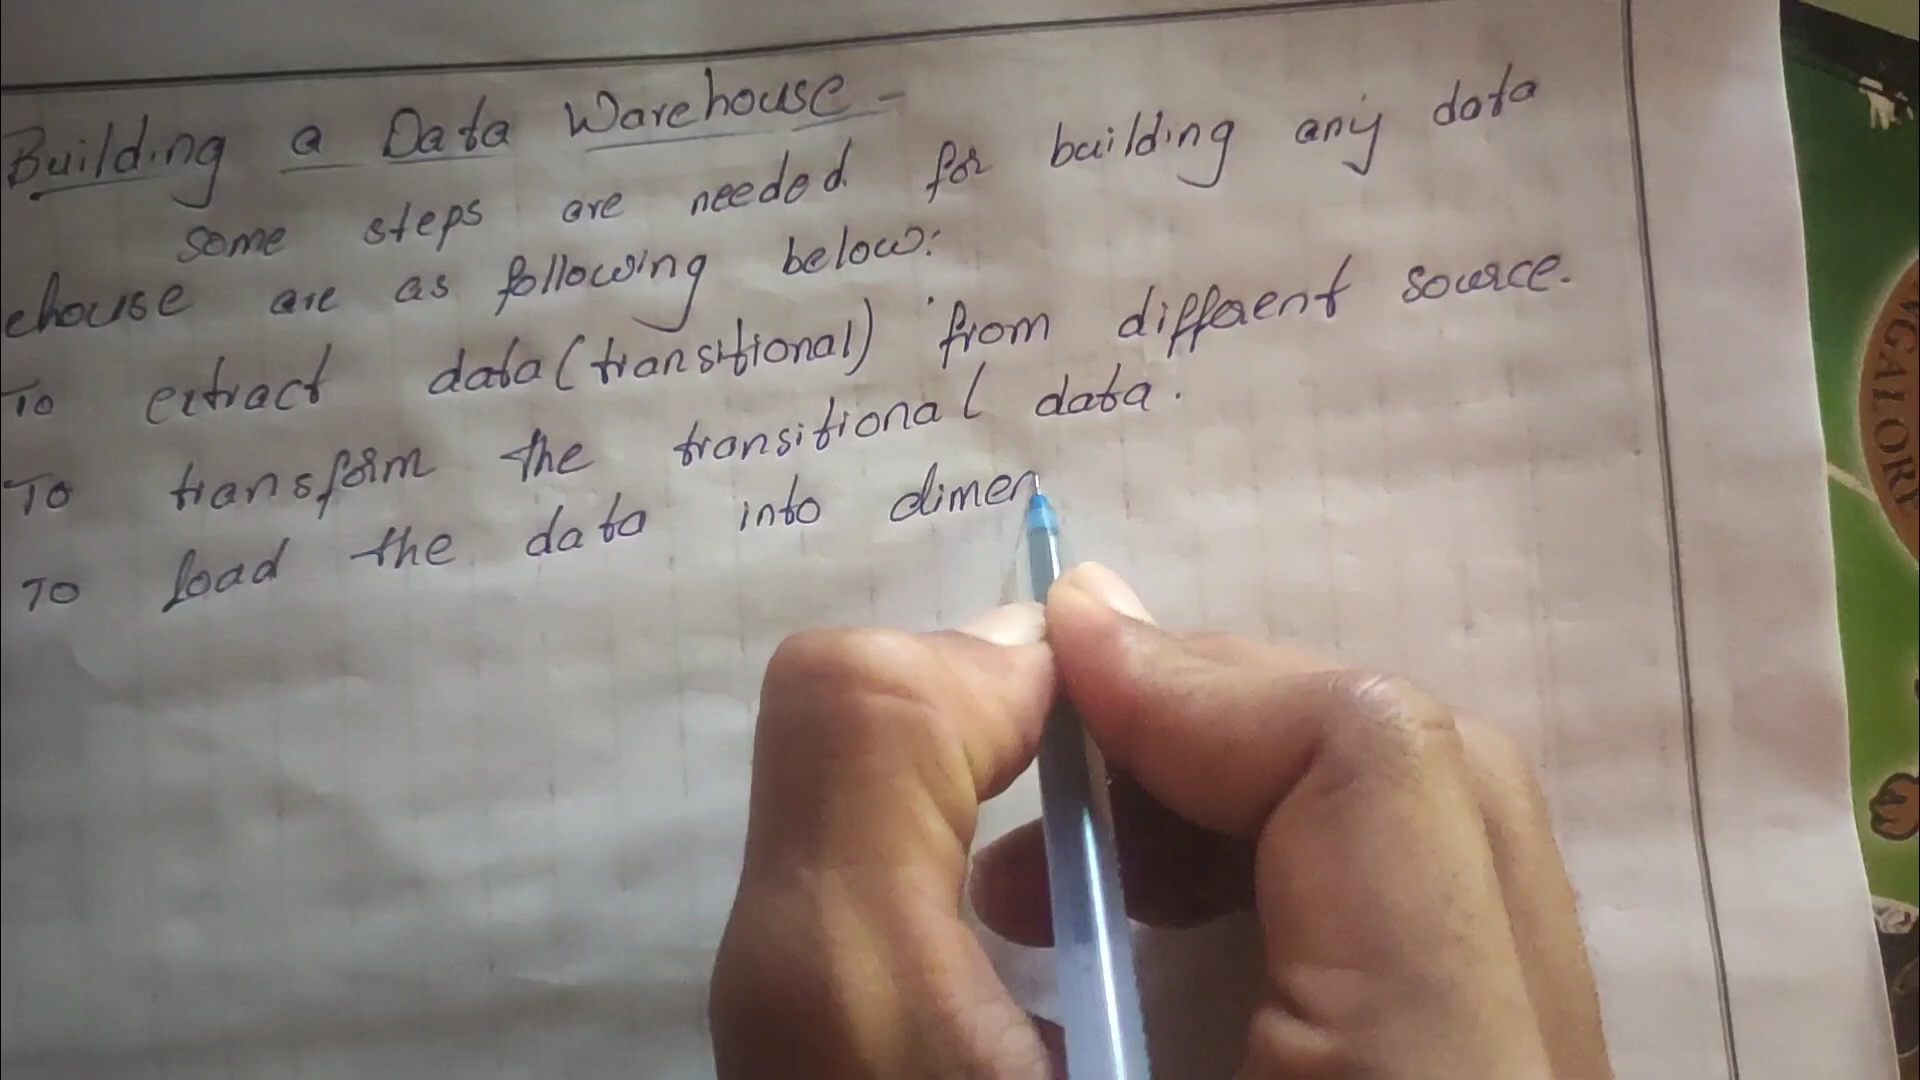 Building a Data Warehouse -
some steps are needed for building any data
ehouse are as following below:
To extract data (transitional) from diffaent source.
To transform the transitional data.
To load the data into dimen
NGALORE